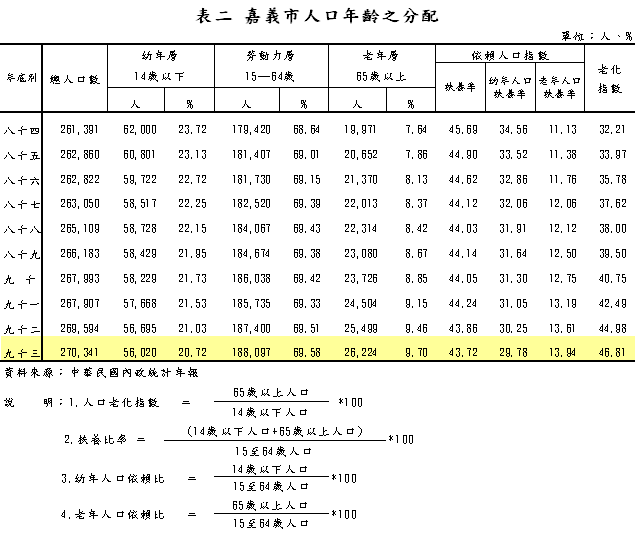 表二 嘉義市人口年齡之分配
單位：人、%
年底別 總人口數 幼年層 14歲以下 勞動力層 15—64歲 老年層 65歲以上 依賴人口指數 老化指數
人 % 人 % 人 % 扶養率 幼年人口扶養率 老年人口扶養率
八十四 261,391 62,000 23.72 179,420 68.64 19,971 7.64 45.69 34.56 11.13 32.21
八十五 262,860 60,801 23.13 181,407 69.01 20,652 7.86 44.90 33.52 11.38 33.97
八十六 262,822 59,722 22.72 181,730 69.15 21,370 8.13 44.62 32.86 11.76 35.78
八十七 263,050 58,517 22.25 182,520 69.39 22,013 8.37 44.12 32.06 12.06 37.62
八十八 265,109 58,728 22.15 184,067 69.43 22,314 8.42 44.03 31.91 12.12 38.00
八十九 266,183 58,429 21.95 184,674 69.38 23,080 8.67 44.14 31.64 12.50 39.50
九 十 267,993 58,229 21.73 186,038 69.42 23,726 8.85 44.05 31.30 12.75 40.75
九十一 267,907 57,668 21.53 185,735 69.33 24,504 9.15 44.24 31.05 13.19 42.49
九十二 269,594 56,695 21.03 187,400 69.51 25,499 9.46 43.86 30.25 13.61 44.98
九十三 270,341 56,020 20.72 188,097 69.58 26,224 9.70 43.72 29.78 13.94 46.81
資料來源：中華民國內政統計年報
說 明：1.人口老化指數 = 65歲以上人口 *100
14歲以下人口
2.扶養比率 = (14歲以下人口+65歲以上人口) *100
15至64歲人口
3.幼年人口依賴比 = 14歲以下人口 *100
15至64歲人口
4.老年人口依賴比 = 65歲以上人口 *100
15至64歲人口